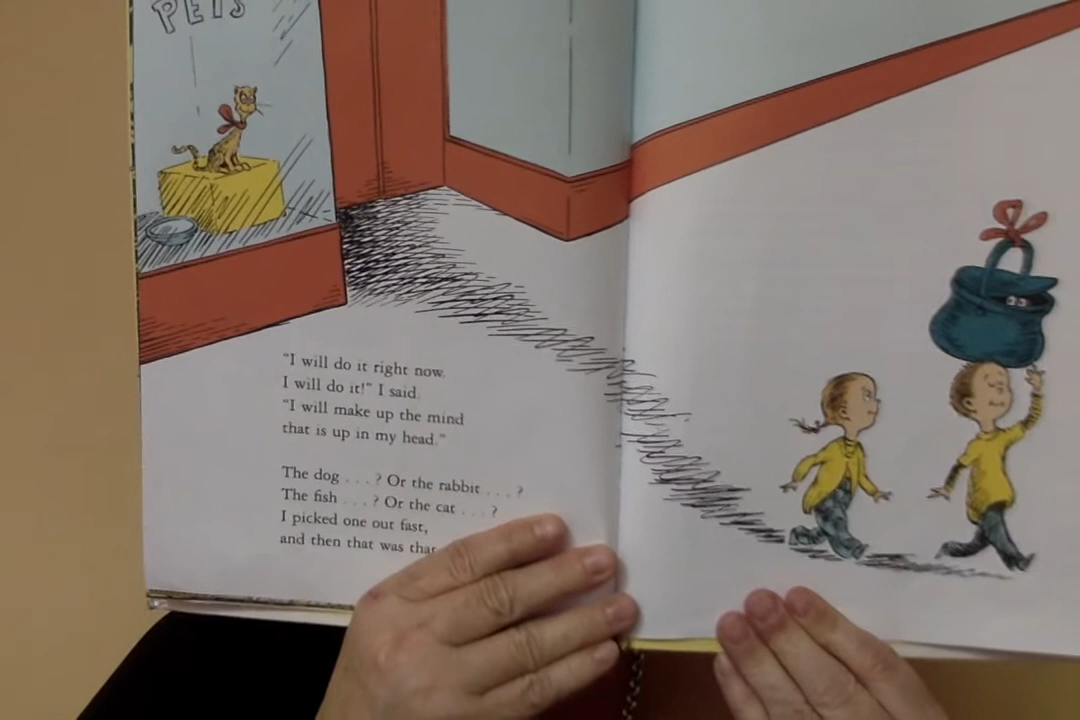 PETS
"I will do it right now.
I will do it!" I said.
"I will make up the mind
that is up in my head."
The dog . . . ? Or the rabbit . . . ?
The fish . . . ? Or the cat . . . ?
I picked one out fast,
and then that was that